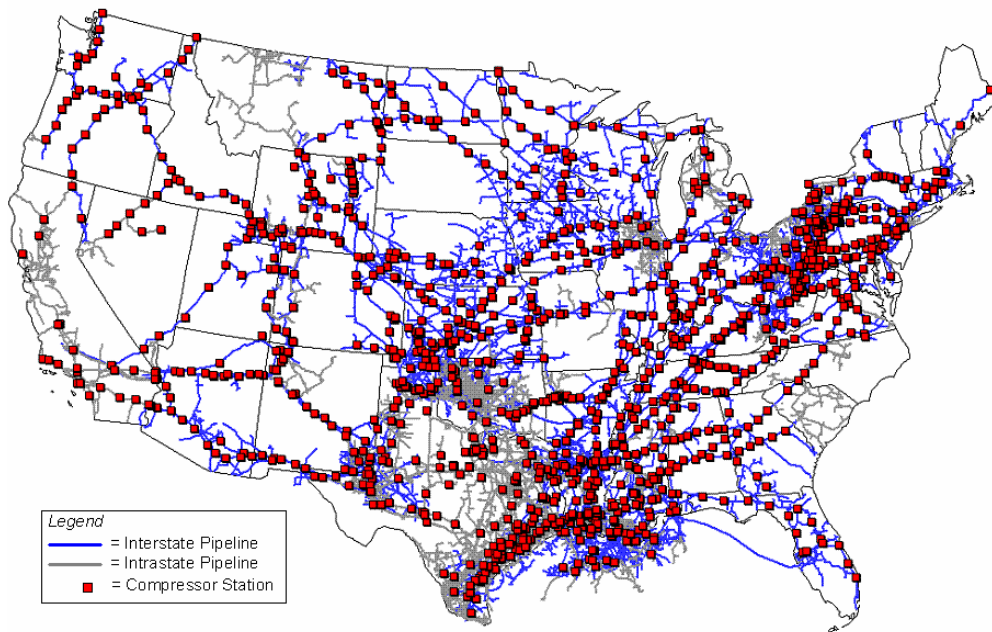 Legend
= Interstate Pipeline
= Intrastate Pipeline
= Compressor Station